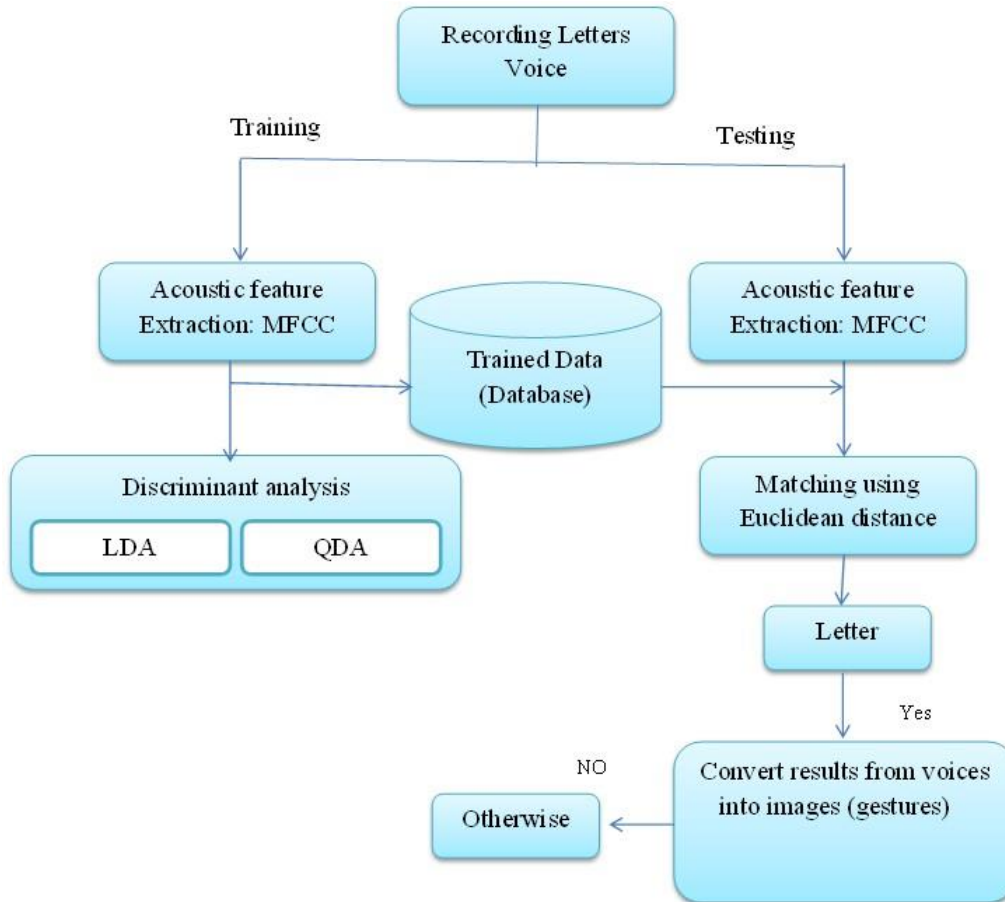 Recording Letters
Voice
Training
Testing
Acoustic feature
Extraction: MFCC
Trained Data
(Database)
Acoustic feature
Extraction: MFCC
Discriminant analysis
LDA
QDA
Matching using
Euclidean distance
Letter
Yes
Convert results from voices
into images (gestures)
NO
Otherwise